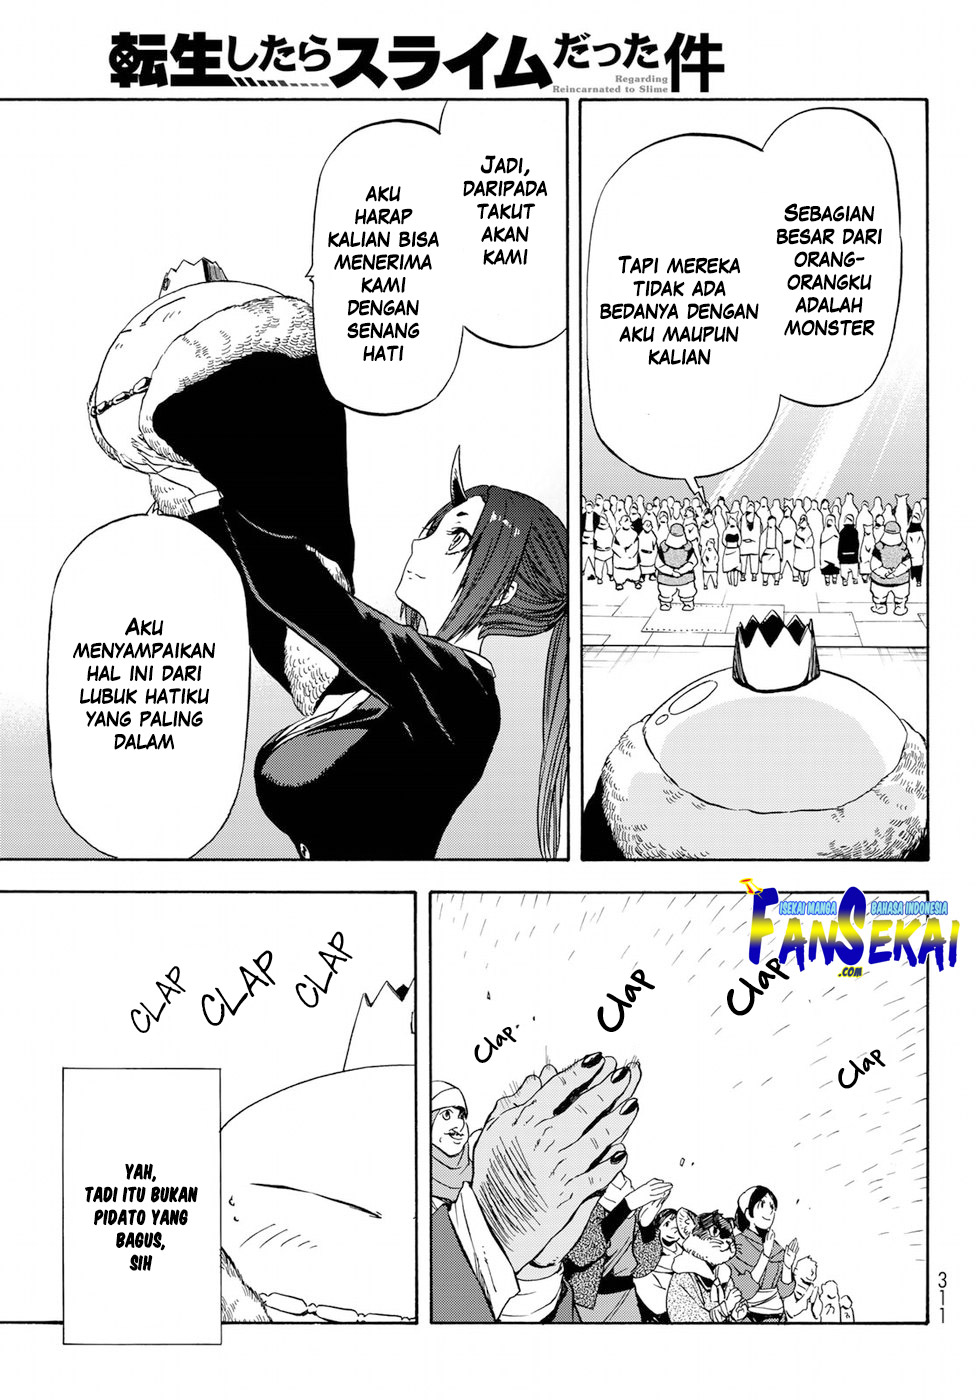 転生したらスライムだった件
Regarding
Reincarnated to Slime
SEBAGIAN
BESAR DARI
ORANG-
ORANGKU
ADALAH
MONSTER
TAPI MEREKA
TIDAK ADA
BEDANYA DENGAN
AKU MAUPUN
KALIAN
JADI,
DARIPADA
TAKUT
AKAN
KAMI
AKU
HARAP
KALIAN BISA
MENERIMA
KAMI
DENGAN
SENANG
HATI
AKU
MENYAMPAIKAN
HAL INI DARI
LUBUK HATIKU
YANG PALING
DALAM
ISEKAI MANGA BAHASA INDONESIA
FANSEKAI
.COM
Clap
Clap
Clap
Clap
CLAP
CLAP
CLAP
YAH,
TADI ITU BUKAN
PIDATO YANG
BAGUS,
SIH
311